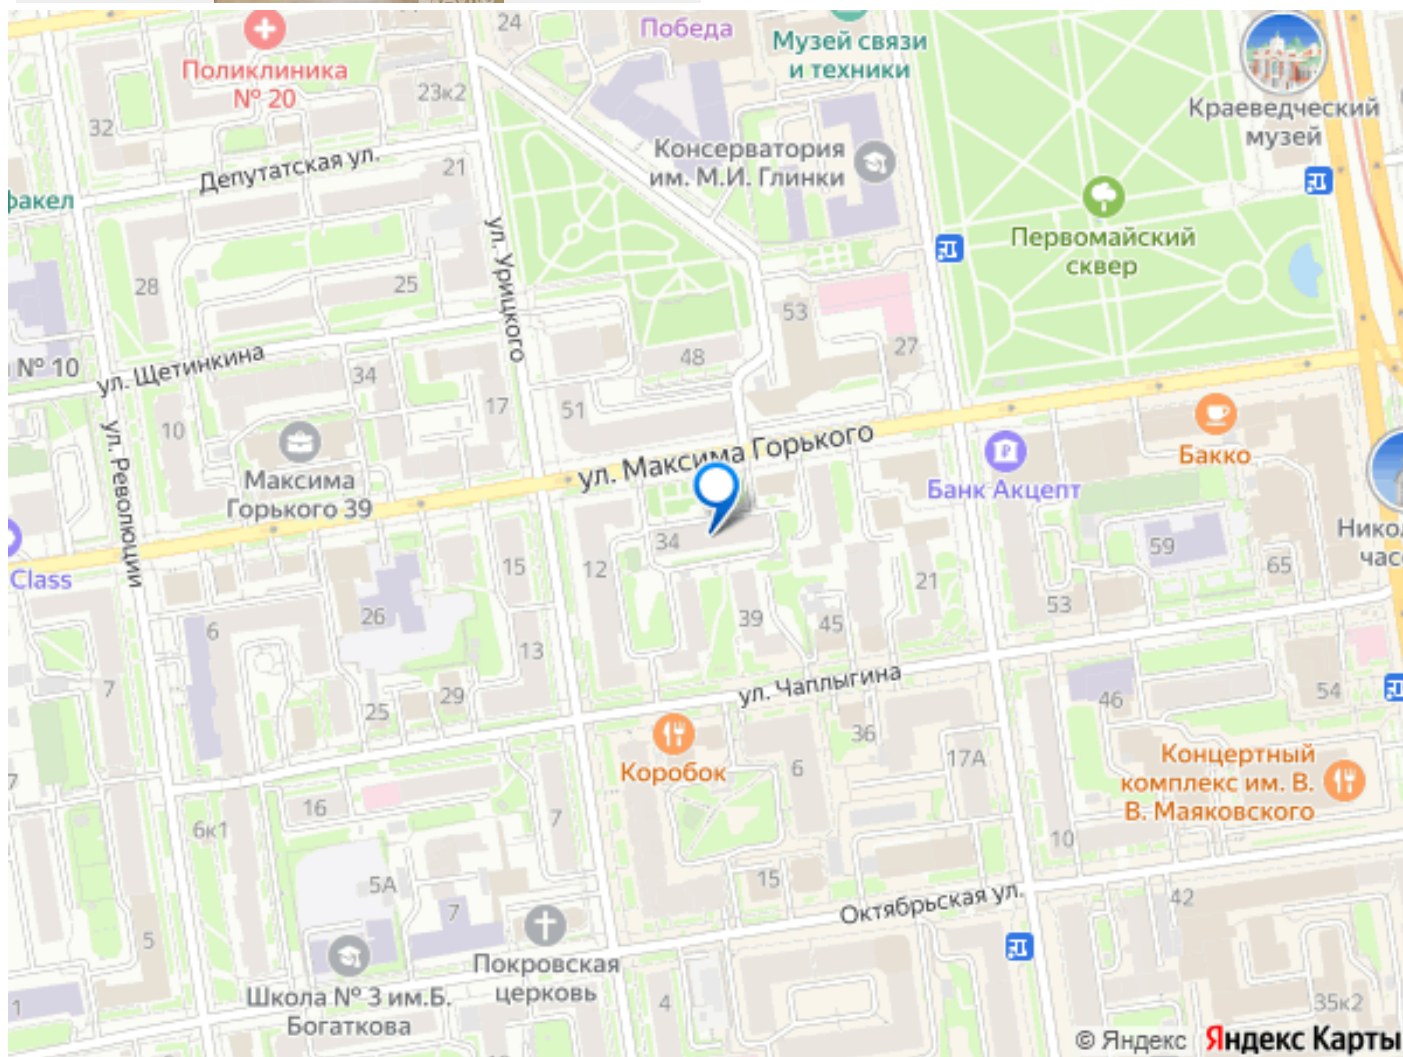 24
Победа
Музей связи
и техники
Поликлиника
№ 20
23к2
32
Краеведческий
музей
Консерватория
им. М.И. Глинки
Депутатская ул.
21
факел
ул. Урицкого
Первомайский
сквер
28
25
53
27
№ 10
ул. Щетинкина
34
48
17
51
10
ул. Революции
ул. Максима Горького
Максима
Горького 39
Бакко
Банк Акцепт
Class
34
15
12
59
65
26
21
53
39
45
6
13
7
29
25
ул. Чаплыгина
46
54
36
17А
Коробок
6
Концертный
комплекс им. В.
В. Маяковского
16
6к1
7
10
5А
15
7
Октябрьская ул.
42
5
Покровская
церковь
Школа № 3 им.Б.
Богаткова
4
1
35к2
© Яндекс Яндекс Карты